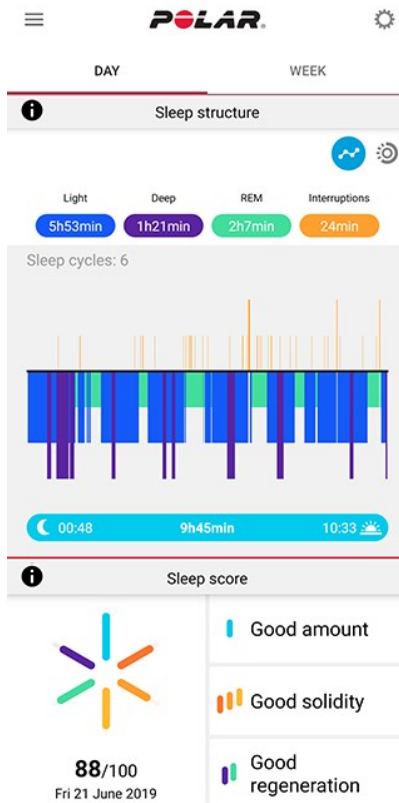 POLAR.
DAY WEEK
Sleep structure
Light Deep REM Interruptions
5h53min 1h21min 2h7min 24min
Sleep cycles: 6
00:48 9h45min 10:33
Sleep score
Good amount
Good solidity
88/100
Good
Fri 21 June 2019
regeneration